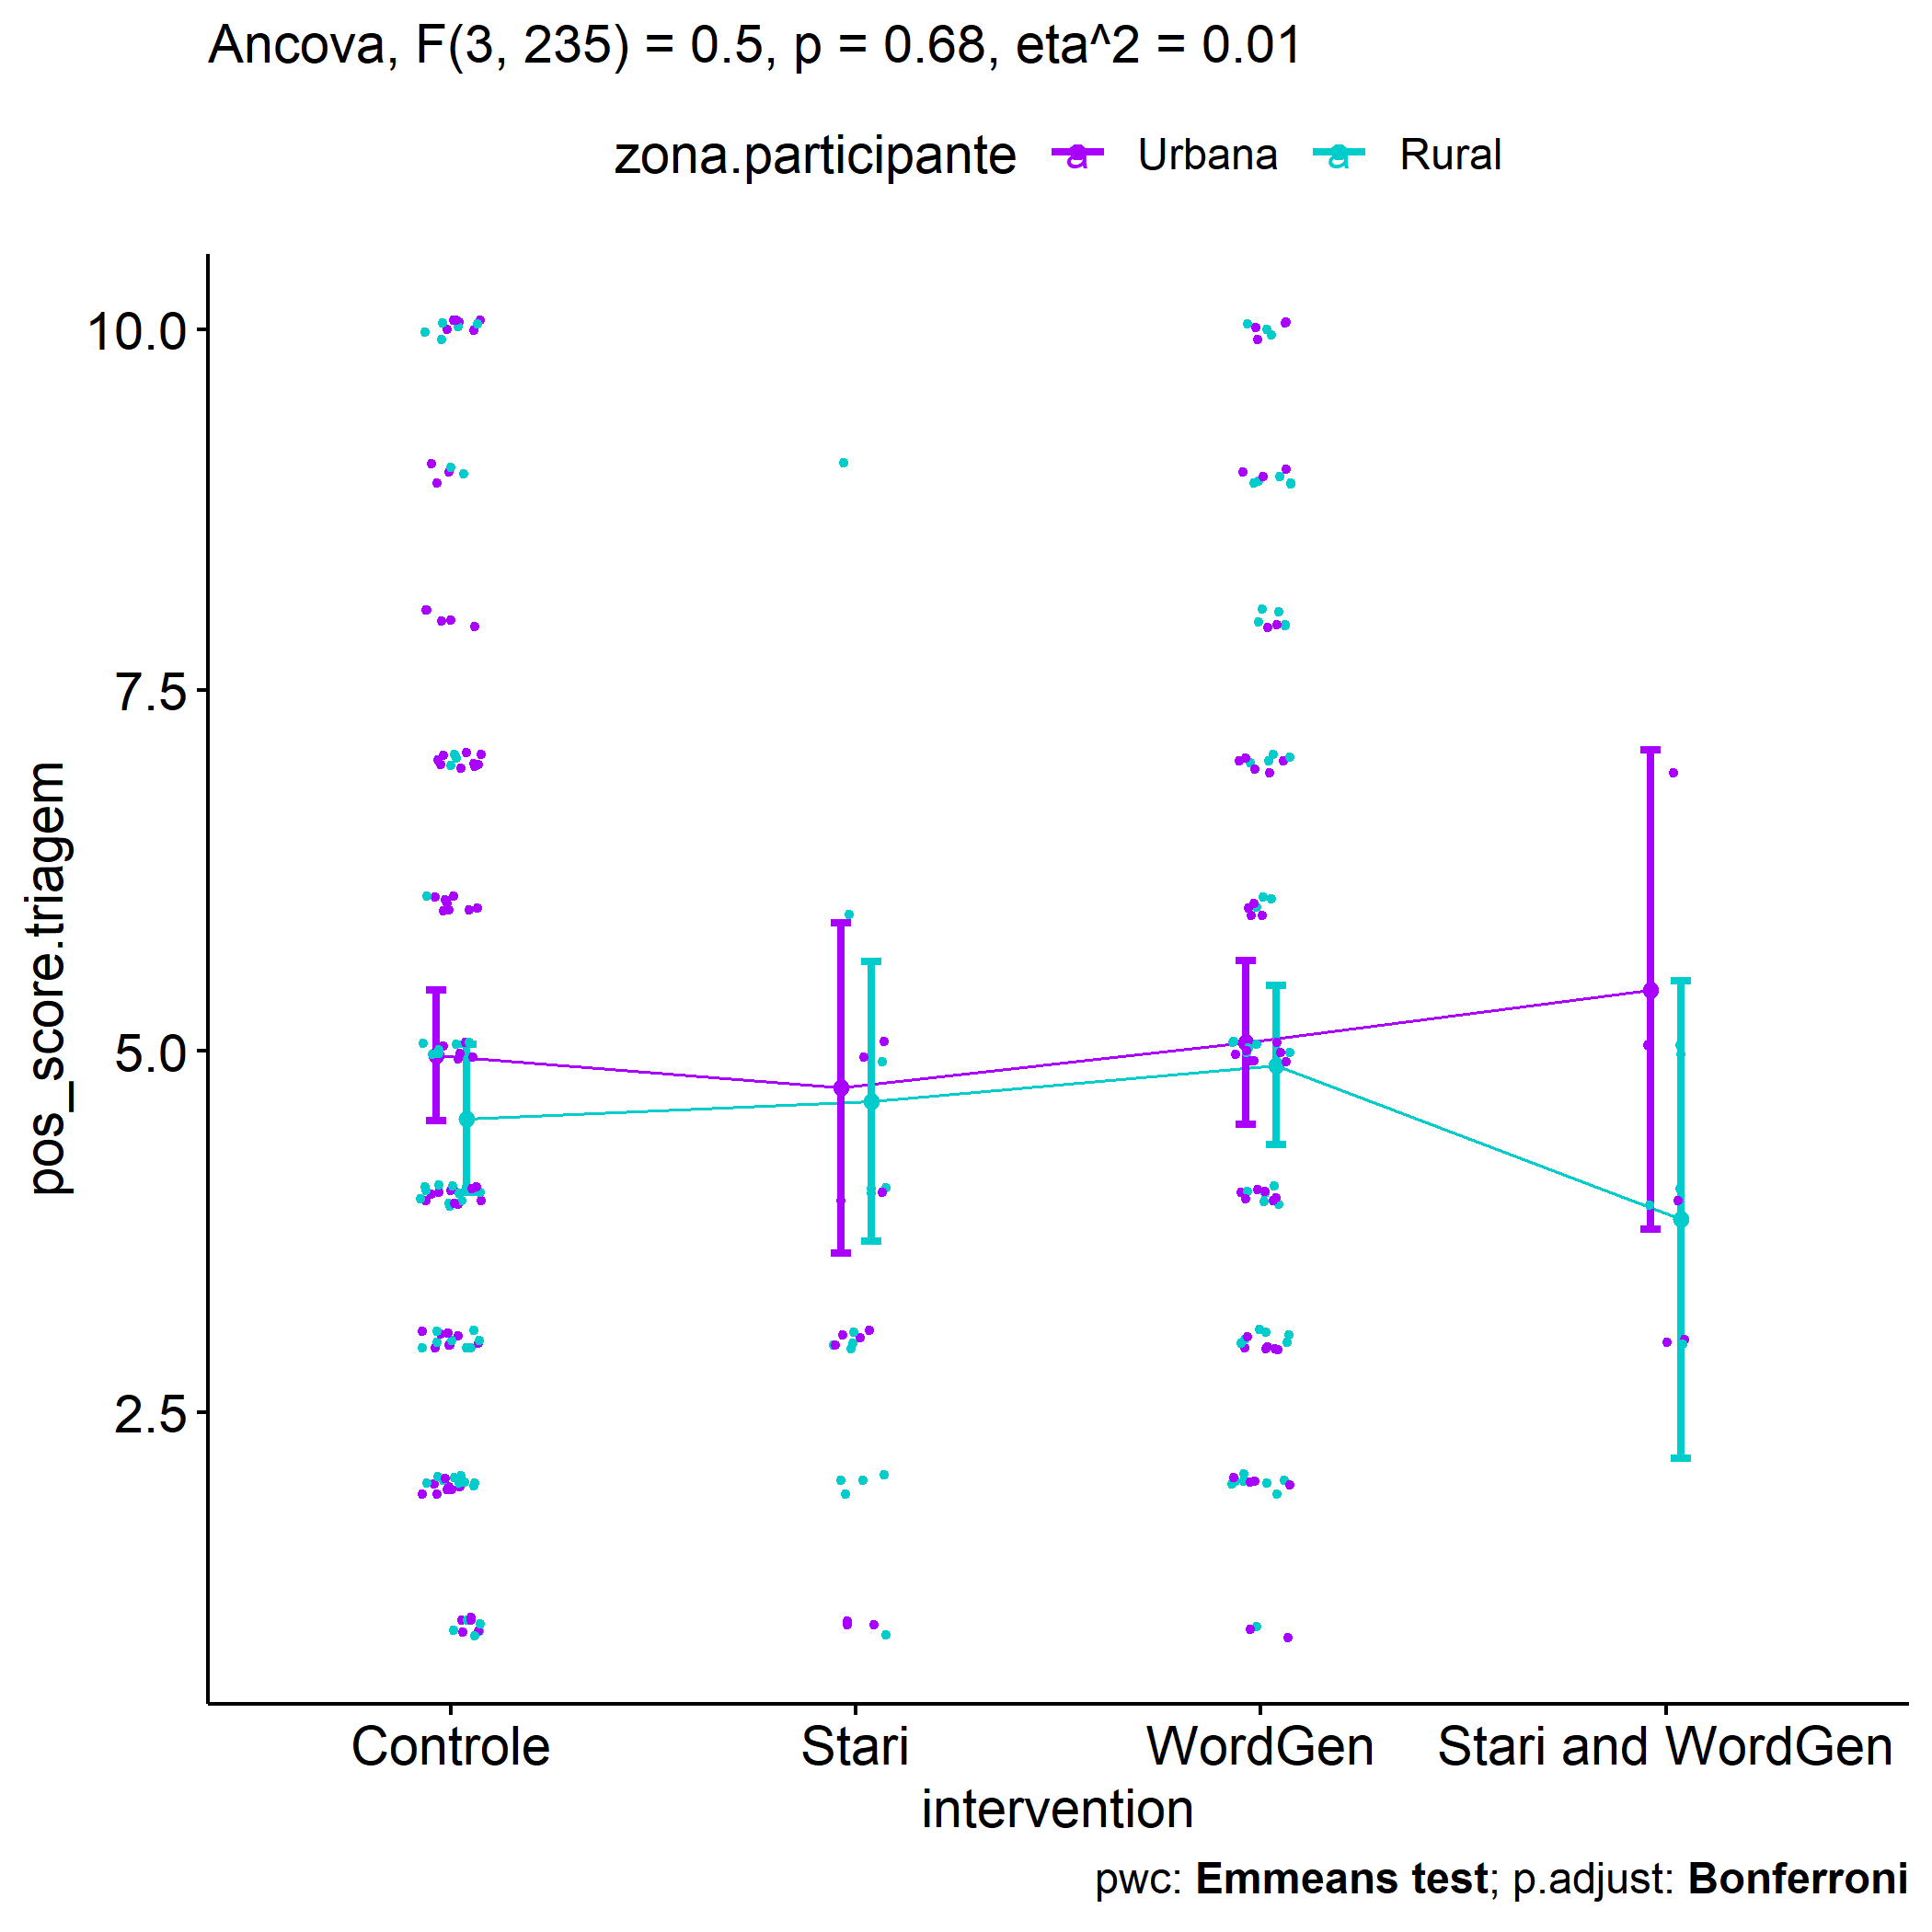 Ancova, F(3, 235) = 0.5, p = 0.68, eta^2 = 0.01
zona.participante a Urbana a Rural
10.0
7.5
5.0
2.5
pos_score.triagem
Controle Stari WordGen Stari and WordGen
intervention
pwc: Emmeans test; p.adjust: Bonferroni